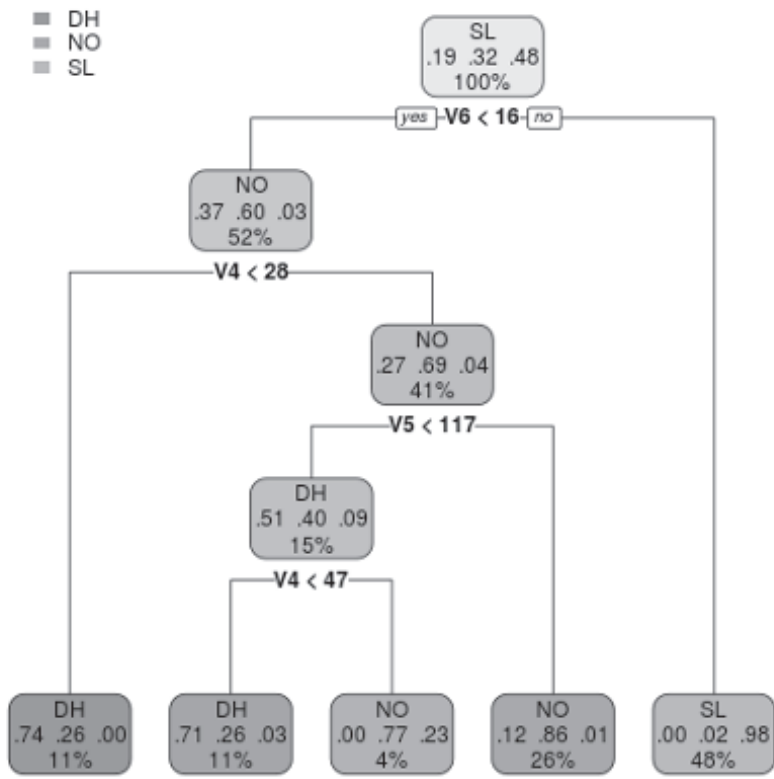 DH
NO
SL
SL
.19 .32 .48
100%
yes V6 < 16 no
NO
.37 .60 .03
52%
V4 < 28
NO
.27 .69 .04
41%
V5 < 117
DH
.51 .40 .09
15%
V4 < 47
DH
.74 .26 .00
11%
DH
.71 .26 .03
11%
NO
.00 .77 .23
4%
NO
.12 .86 .01
26%
SL
.00 .02 .98
48%